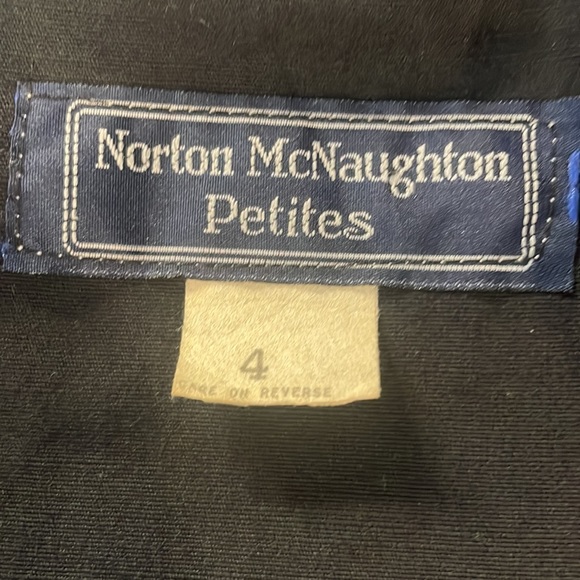 Norton McNaughton
Petites
4
CARE ON REVERSE